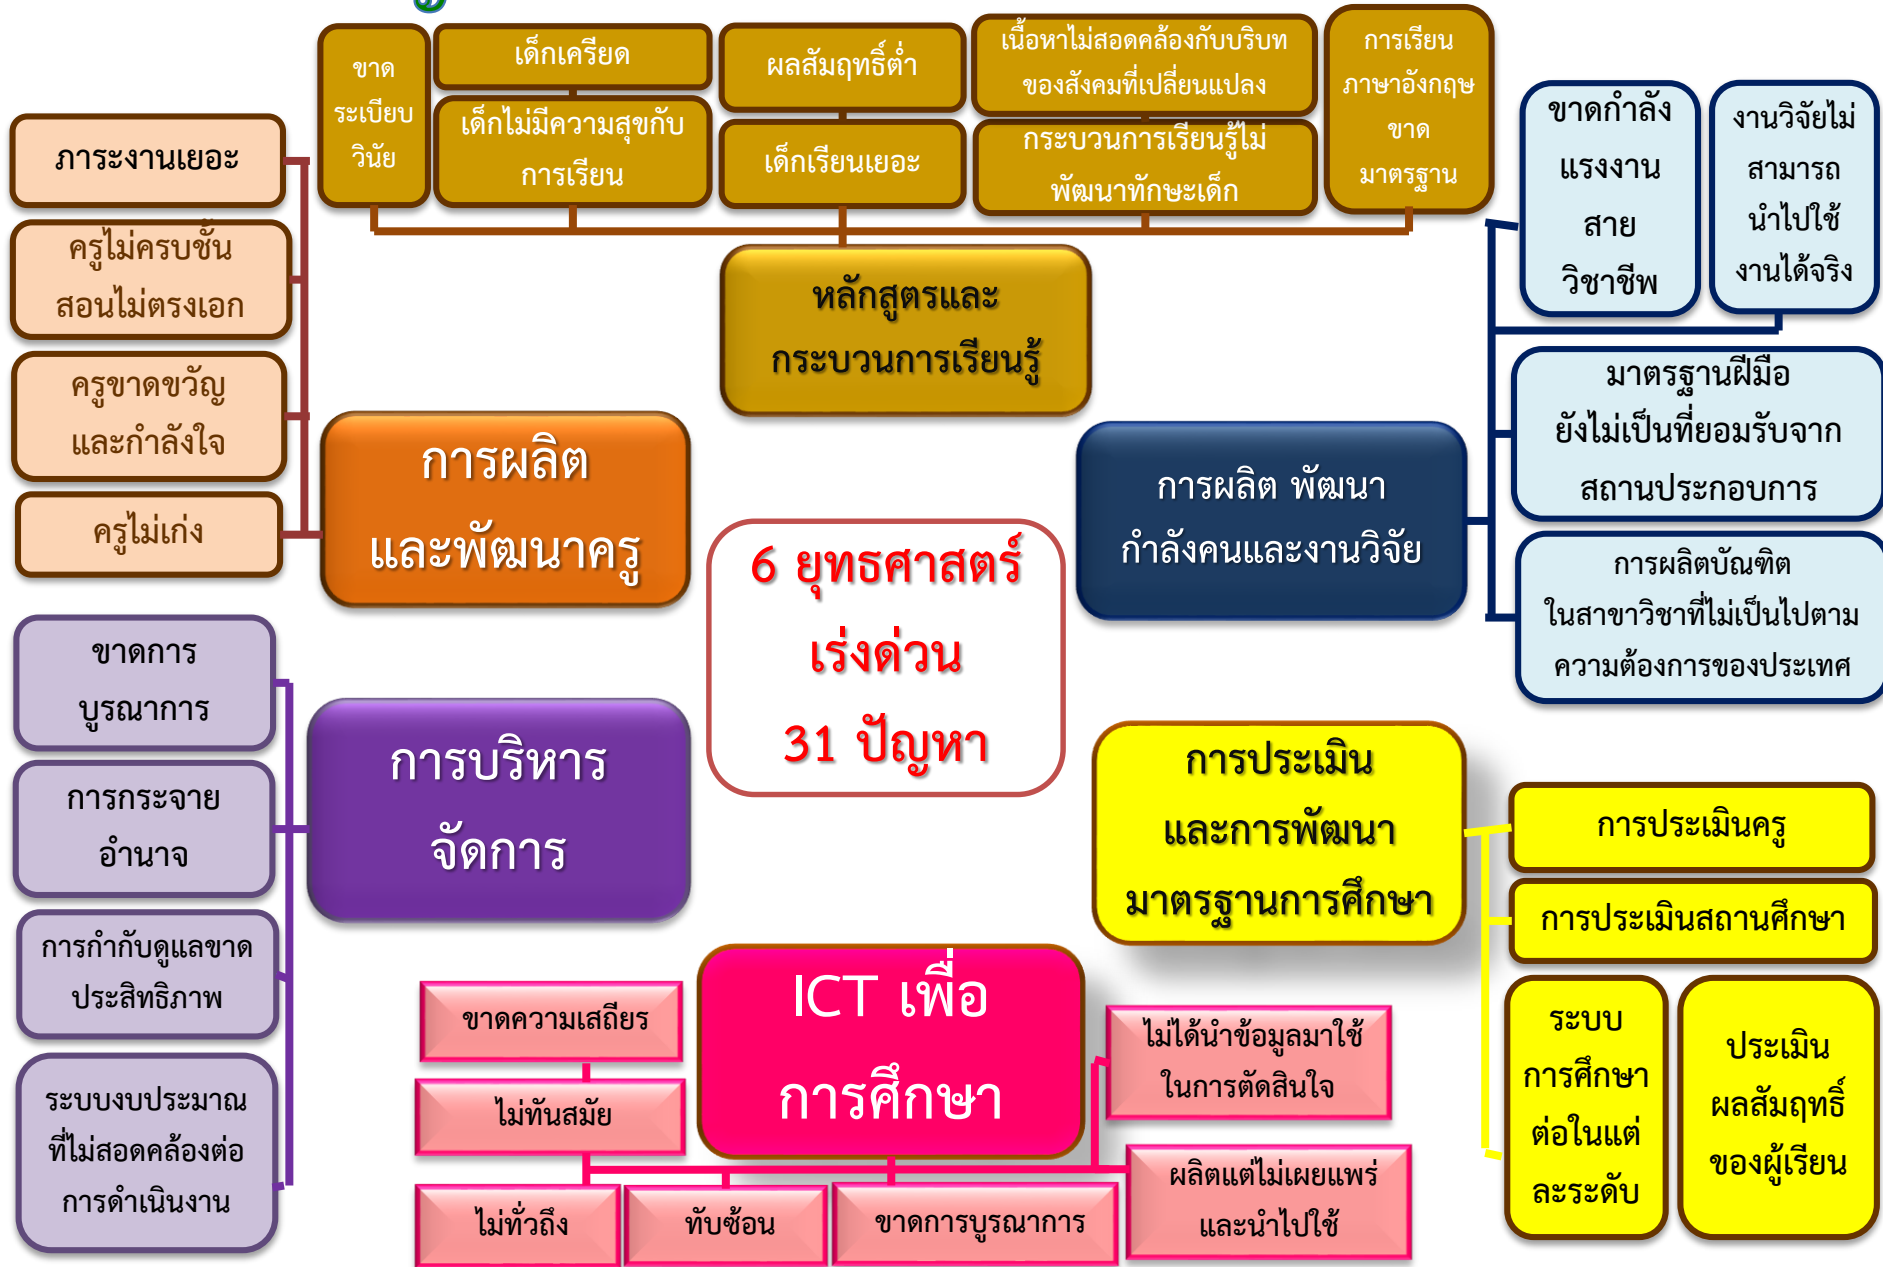 ขาด
ระเบียบ
วินัย
เด็กเครียด
เด็กไม่มีความสุขกับ
การเรียน
ผลสัมฤทธิ์ต่ำ
เด็กเรียนเยอะ
เนื้อหาไม่สอดคล้องกับบริบท
ของสังคมที่เปลี่ยนแปลง
กระบวนการเรียนรู้ไม่
พัฒนาทักษะเด็ก
การเรียน
ภาษาอังกฤษ
ขาด
มาตรฐาน
หลักสูตรและ
กระบวนการเรียนรู้
ภาระงานเยอะ
ครูไม่ครบชั้น
สอนไม่ตรงเอก
ครูขาดขวัญ
และกำลังใจ
ครูไม่เก่ง
การผลิต
และพัฒนาครู
ขาดกำลัง
แรงงาน
สาย
วิชาชีพ
งานวิจัยไม่
สามารถ
นำไปใช้
งานได้จริง
มาตรฐานฝีมือ
ยังไม่เป็นที่ยอมรับจาก
สถานประกอบการ
การผลิตบัณฑิต
ในสาขาวิชาที่ไม่เป็นไปตาม
ความต้องการของประเทศ
การผลิต พัฒนา
กำลังคนและงานวิจัย
6 ยุทธศาสตร์
เร่งด่วน
31 ปัญหา
ขาดการ
บูรณาการ
การกระจาย
อำนาจ
การกำกับดูแลขาด
ประสิทธิภาพ
ระบบงบประมาณ
ที่ไม่สอดคล้องต่อ
การดำเนินงาน
การบริหาร
จัดการ
การประเมิน
และการพัฒนา
มาตรฐานการศึกษา
การประเมินครู
การประเมินสถานศึกษา
ระบบ
การศึกษา
ต่อในแต่
ละระดับ
ประเมิน
ผลสัมฤทธิ์
ของผู้เรียน
ICT เพื่อ
การศึกษา
ขาดความเสถียร
ไม่ทันสมัย
ไม่ทั่วถึง
ทับซ้อน
ขาดการบูรณาการ
ไม่ได้นำข้อมูลมาใช้
ในการตัดสินใจ
ผลิตแต่ไม่เผยแพร่
และนำไปใช้